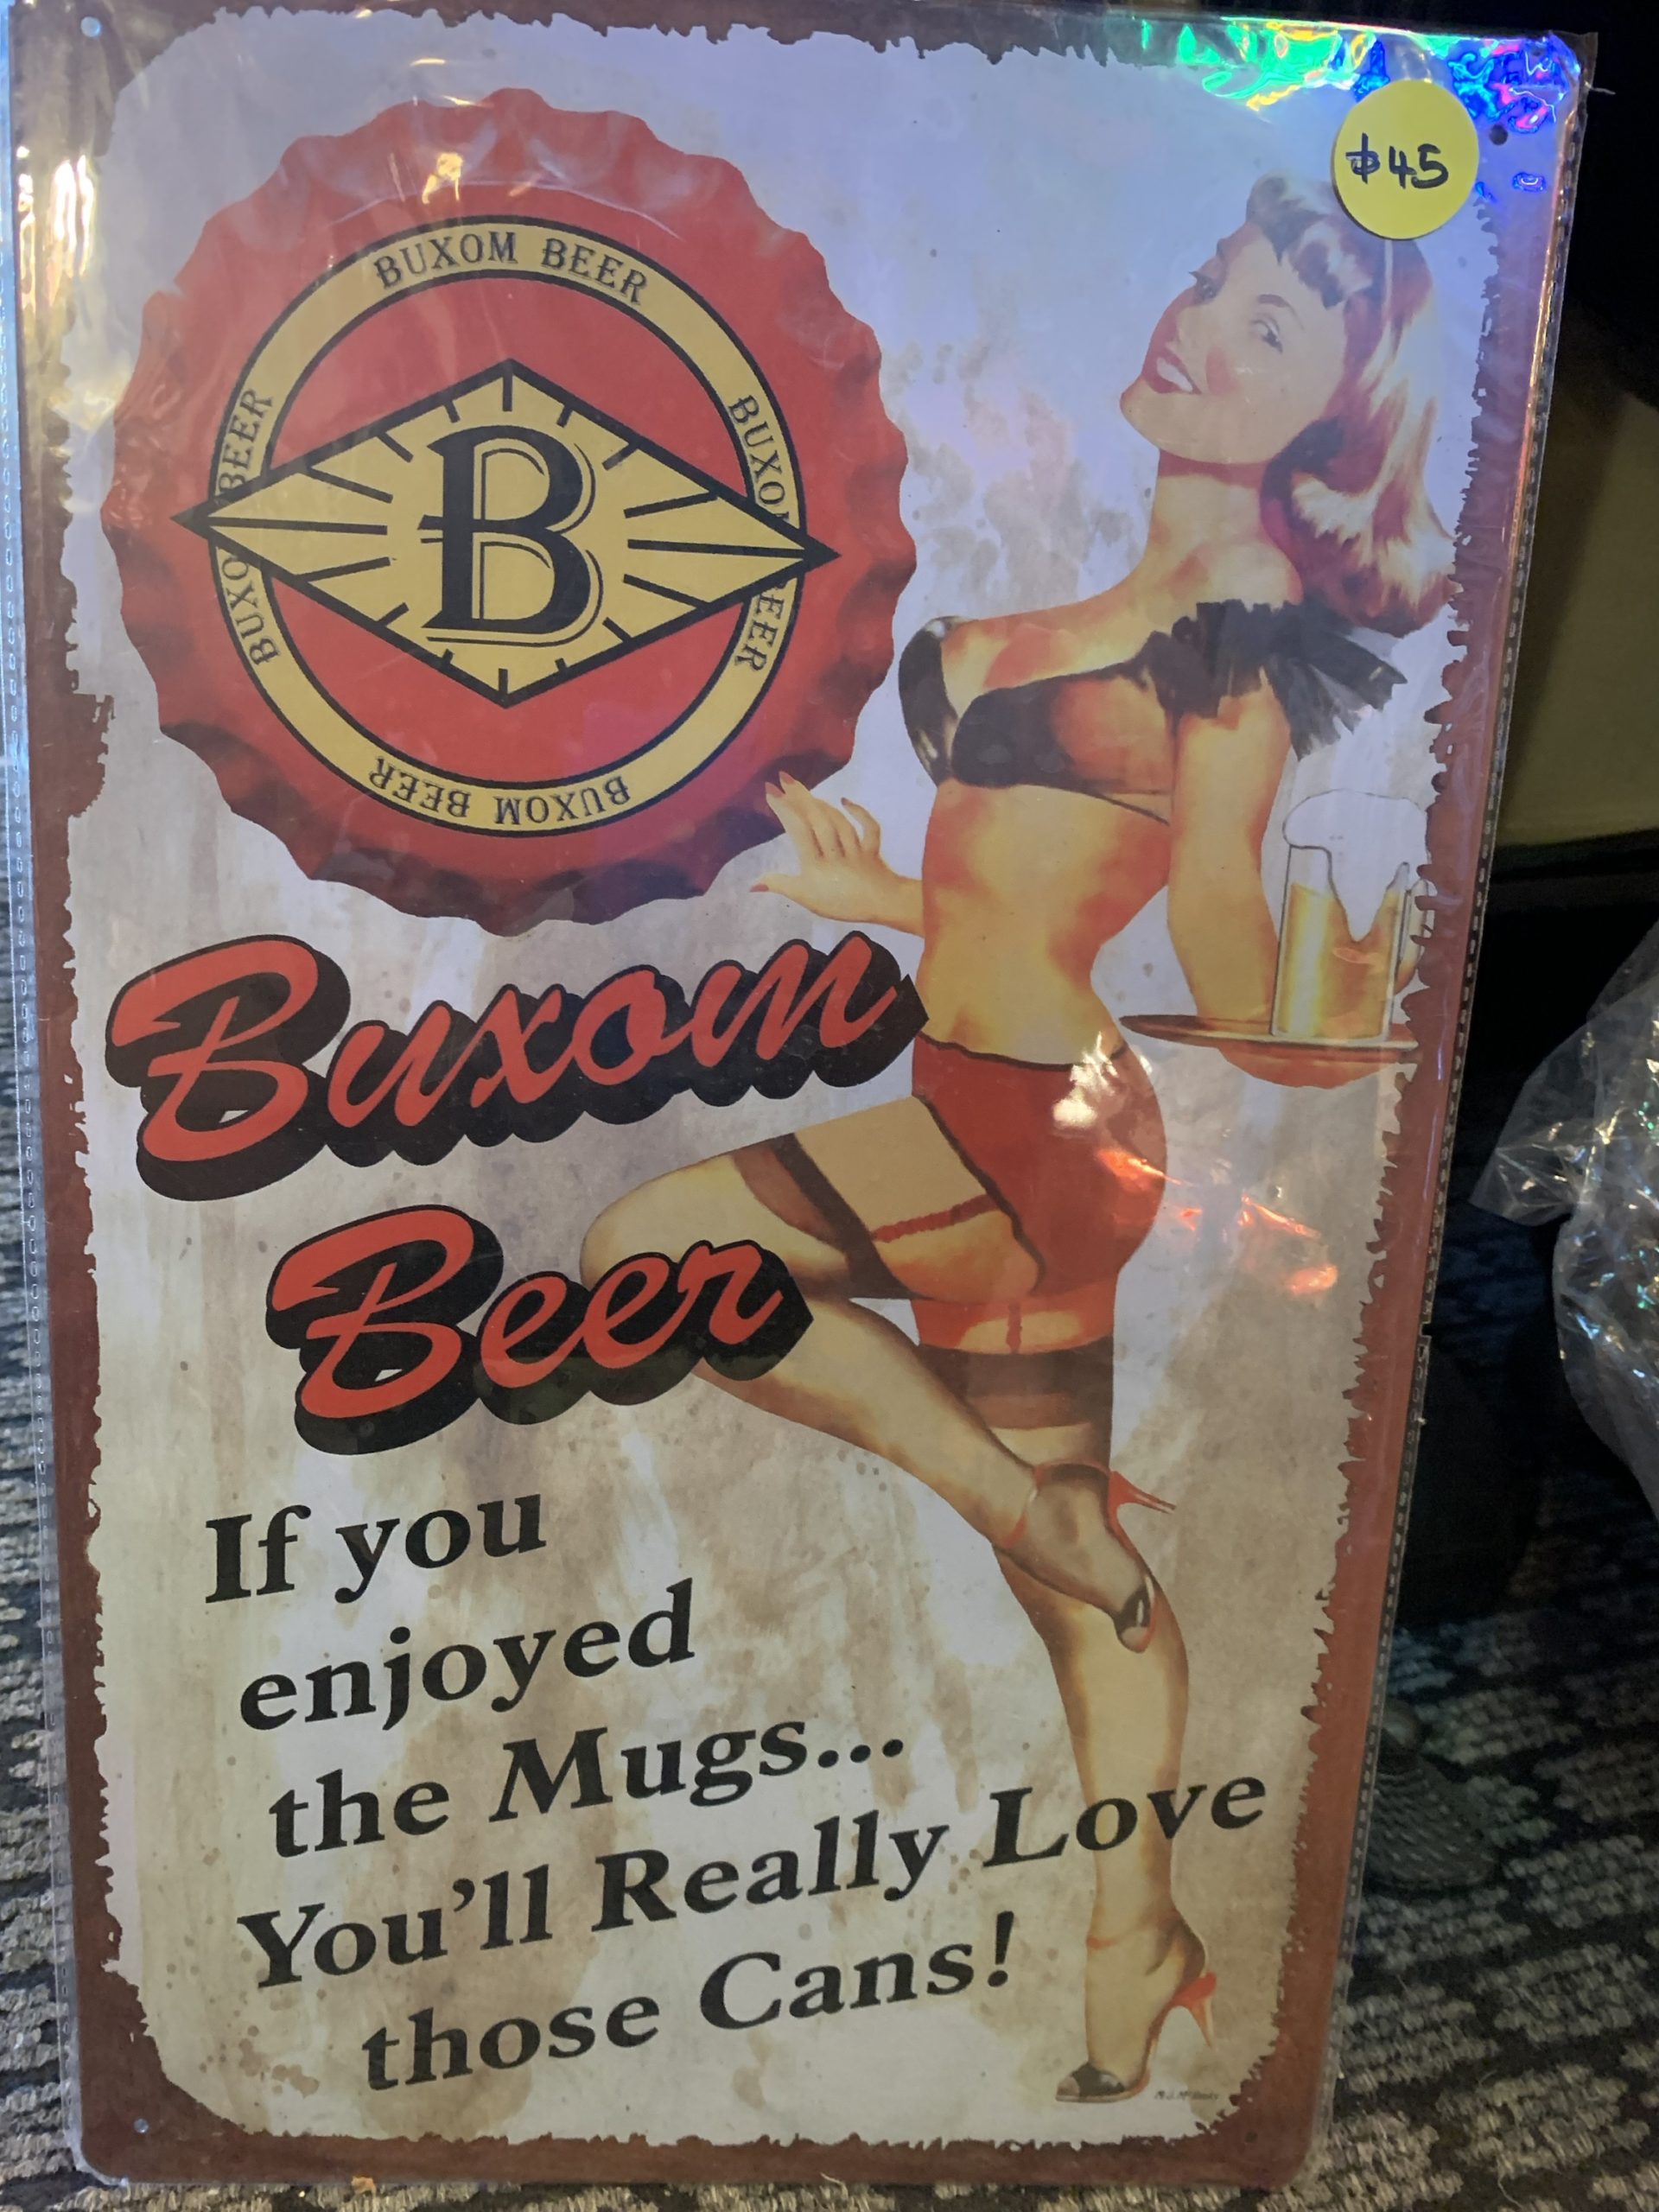 $45
BUXOM BEER
BUXOM BEER
BUXOM BEER
BUXOM BEER
B
Buxom
Beer
If you
enjoyed
the Mugs...
You'll Really Love
those Cans!